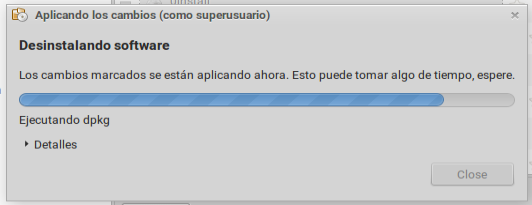 Aplicando los cambios (como superusuario)
Desinstalando software
Los cambios marcados se están aplicando ahora. Esto puede tomar algo de tiempo, espere.
Ejecutando dpkg
Detalles
Close